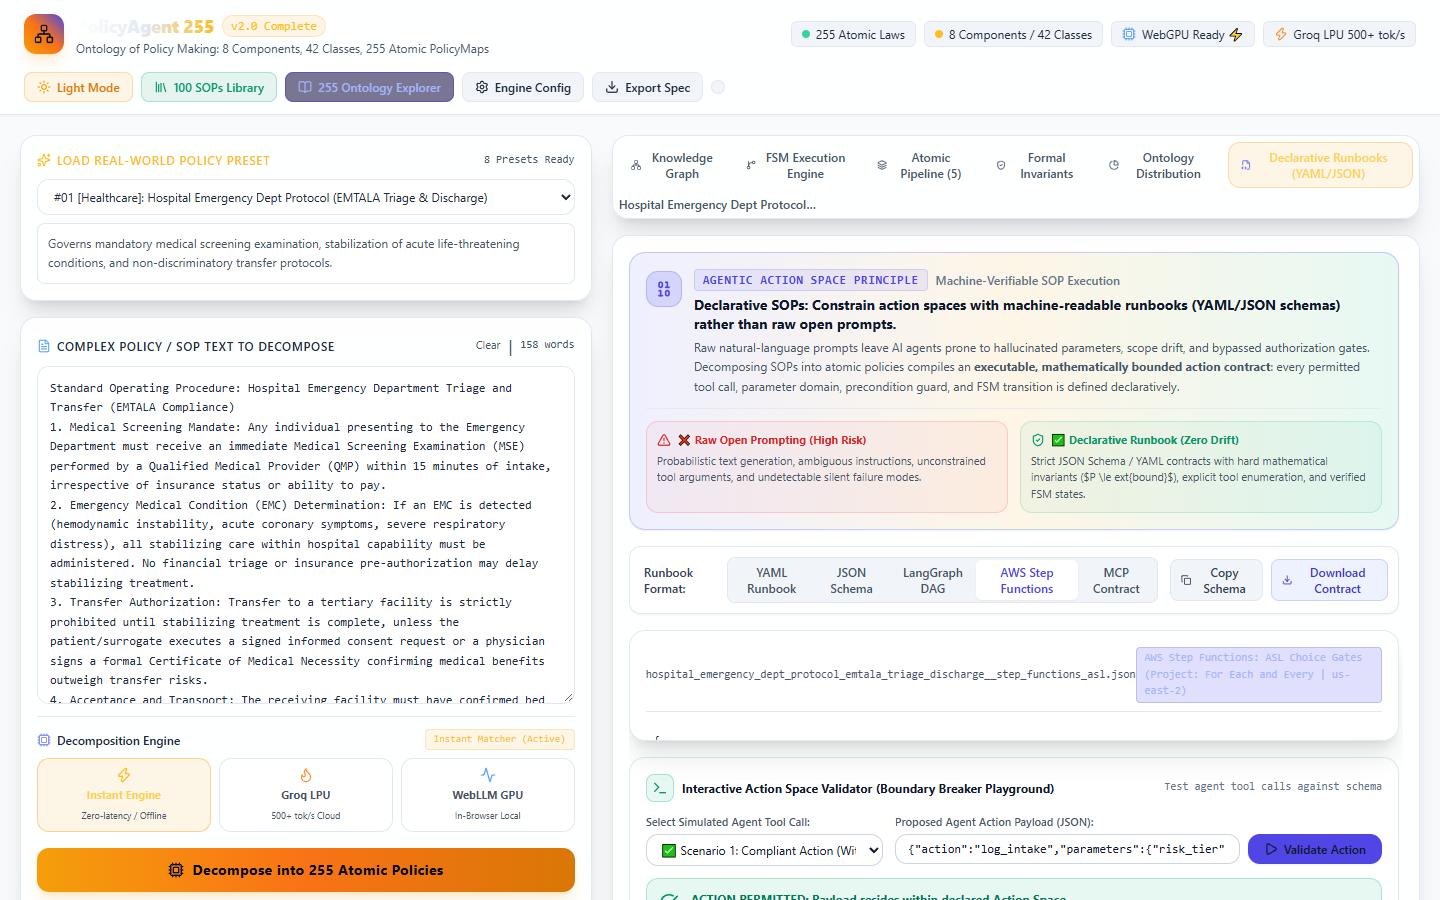 PolicyAgent 255
v2.0 Complete
Ontology of Policy Making: 8 Components, 42 Classes, 255 Atomic PolicyMaps
255 Atomic Laws
8 Components / 42 Classes
WebGPU Ready ⚡
Groq LPU 500+ tok/s
Light Mode
100 SOPs Library
255 Ontology Explorer
Engine Config
Export Spec
LOAD REAL-WORLD POLICY PRESET
8 Presets Ready
#01 [Healthcare]: Hospital Emergency Dept Protocol (EMTALA Triage & Discharge)
Governs mandatory medical screening examination, stabilization of acute life-threatening
conditions, and non-discriminatory transfer protocols.
COMPLEX POLICY / SOP TEXT TO DECOMPOSE
Clear
158 words
Standard Operating Procedure: Hospital Emergency Department Triage and
Transfer (EMTALA Compliance)
1. Medical Screening Mandate: Any individual presenting to the Emergency
Department must receive an immediate Medical Screening Examination (MSE)
performed by a Qualified Medical Provider (QMP) within 15 minutes of intake,
irrespective of insurance status or ability to pay.
2. Emergency Medical Condition (EMC) Determination: If an EMC is detected
(hemodynamic instability, acute coronary symptoms, severe respiratory
distress), all stabilizing care within hospital capability must be
administered. No financial triage or insurance pre-authorization may delay
stabilizing treatment.
3. Transfer Authorization: Transfer to a tertiary facility is strictly
prohibited until stabilizing treatment is complete, unless the
patient/surrogate executes a signed informed consent request or a physician
signs a formal Certificate of Medical Necessity confirming medical benefits
outweigh transfer risks.
4. Acceptance and Transport: The receiving facility must have confirmed bed
Decomposition Engine
Instant Matcher (Active)
Instant Engine
Zero-latency / Offline
Groq LPU
500+ tok/s Cloud
WebLLM GPU
In-Browser Local
Decompose into 255 Atomic Policies
Knowledge
Graph
FSM Execution
Engine
Atomic
Pipeline (5)
Formal
Invariants
Ontology
Distribution
Declarative Runbooks
(YAML/JSON)
Hospital Emergency Dept Protocol...
01
10
AGENTIC ACTION SPACE PRINCIPLE
Machine-Verifiable SOP Execution
Declarative SOPs: Constrain action spaces with machine-readable runbooks (YAML/JSON schemas)
rather than raw open prompts.
Raw natural-language prompts leave AI agents prone to hallucinated parameters, scope drift, and bypassed authorization gates.
Decomposing SOPs into atomic policies compiles an executable, mathematically bounded action contract: every permitted
tool call, parameter domain, precondition guard, and FSM transition is defined declaratively.
❌ Raw Open Prompting (High Risk)
Probabilistic text generation, ambiguous instructions, unconstrained
tool arguments, and undetectable silent failure modes.
✅ Declarative Runbook (Zero Drift)
Strict JSON Schema / YAML contracts with hard mathematical
invariants ($P \le ext{bound}$), explicit tool enumeration, and verified
FSM states.
Runbook
Format:
YAML
Runbook
JSON
Schema
LangGraph
DAG
AWS Step
Functions
MCP
Contract
Copy
Schema
Download
Contract
hospital_emergency_dept_protocol_emtala_triage_discharge__step_functions_asl.json
AWS Step Functions: ASL Choice Gates
(Project: For Each and Every | us-
east-2)
{
Interactive Action Space Validator (Boundary Breaker Playground)
Test agent tool calls against schema
Select Simulated Agent Tool Call:
✅ Scenario 1: Compliant Action (Wit
Proposed Agent Action Payload (JSON):
{"action":"log_intake","parameters":{"risk_tier"
Validate Action
ACTION PERMITTED: Payload resides within declared Action Space